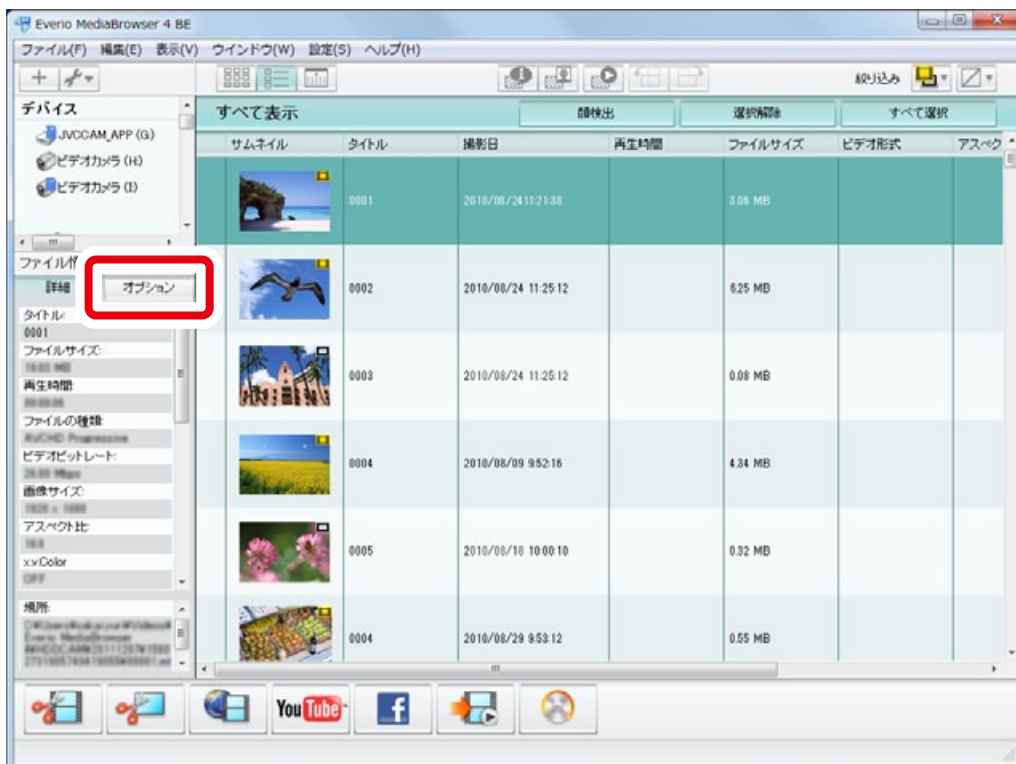 Everio MediaBrowser 4 BE
ファイル(F) 編集(E) 表示(V) ウインドウ(W) 設定(S) ヘルプ(H)
絞り込み
デバイス
JVCCAM_APP (G)
ビデオカメラ (H)
ビデオカメラ (I)
すべて表示 顔検出 選択解除 すべて選択
サムネイル タイトル 撮影日 再生時間 ファイルサイズ ビデオ形式 アスペク
0001 2010/08/24 11:21:38 3.06 MB
0002 2010/08/24 11:25:12 6.25 MB
0003 2010/08/24 11:25:12 0.08 MB
0004 2010/08/09 9:52:16 4.34 MB
0005 2010/08/18 10:00:10 0.32 MB
0004 2010/08/29 9:53:12 0.55 MB
ファイル
詳細 オプション
タイトル:
0001
ファイルサイズ:
再生時間:
ファイルの種類:
AVCHD Progressive
ビデオビットレート:
画像サイズ:
アスペクト比:
x.v.Color
OFF
場所:
You Tube
f